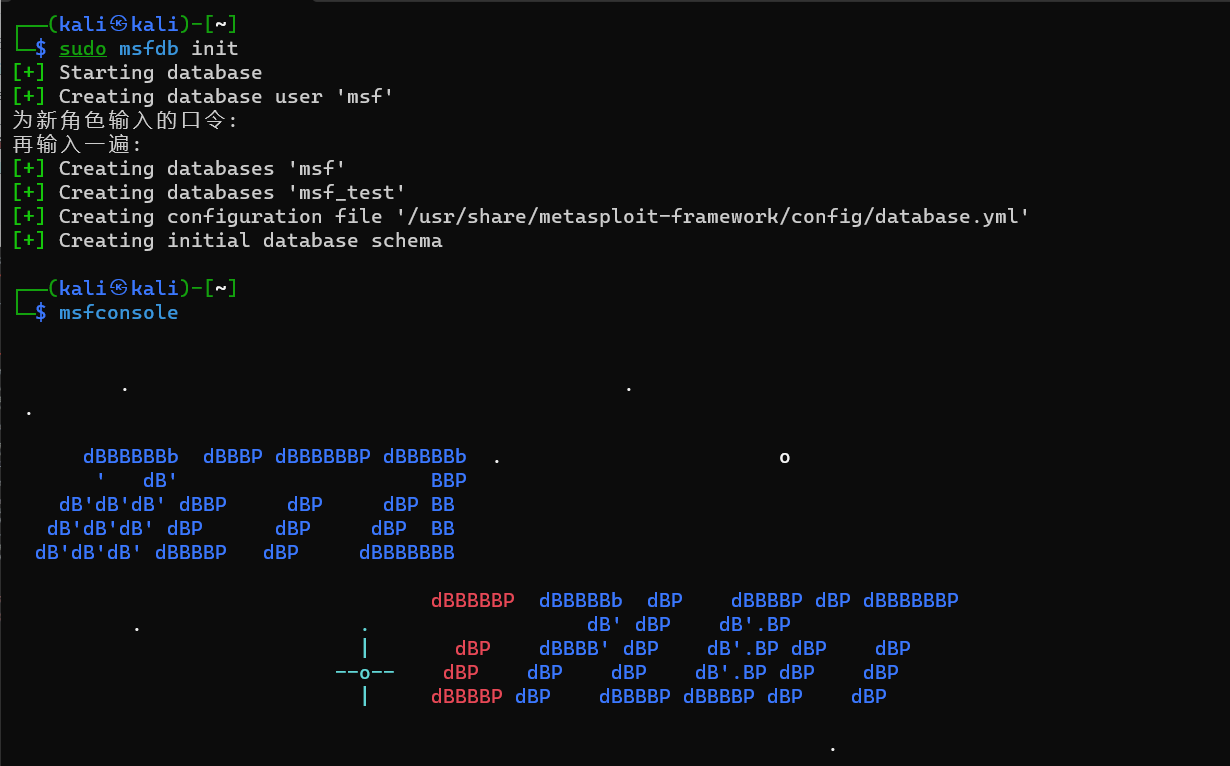 ┌──(kali㉿kali)-[~]
└─$ sudo msfdb init
[+] Starting database
[+] Creating database user 'msf'
为新角色输入的口令:
再输入一遍:
[+] Creating databases 'msf'
[+] Creating databases 'msf_test'
[+] Creating configuration file '/usr/share/metasploit-framework/config/database.yml'
[+] Creating initial database schema
┌──(kali㉿kali)-[~]
└─$ msfconsole
         .                                         .
 .
      dBBBBBBb  dBBBP dBBBBBBP dBBBBBb  .                       o
       '   dB'                     BBP
    dB'dB'dB' dBBP     dBP     dBP BB
   dB'dB'dB' dBP      dBP     dBP  BB
  dB'dB'dB' dBBBBP   dBP     dBBBBBBB
                                   dBBBBBP  dBBBBBb  dBP    dBBBBP dBP dBBBBBBP
          .                  .                  dB' dBP    dB'.BP
                             |       dBP    dBBBB' dBP    dB'.BP dBP    dBP
                           --o--    dBP    dBP    dBP    dB'.BP dBP    dBP
                             |     dBBBBP dBP    dBBBBP dBBBBP dBP    dBP
                                                                    .